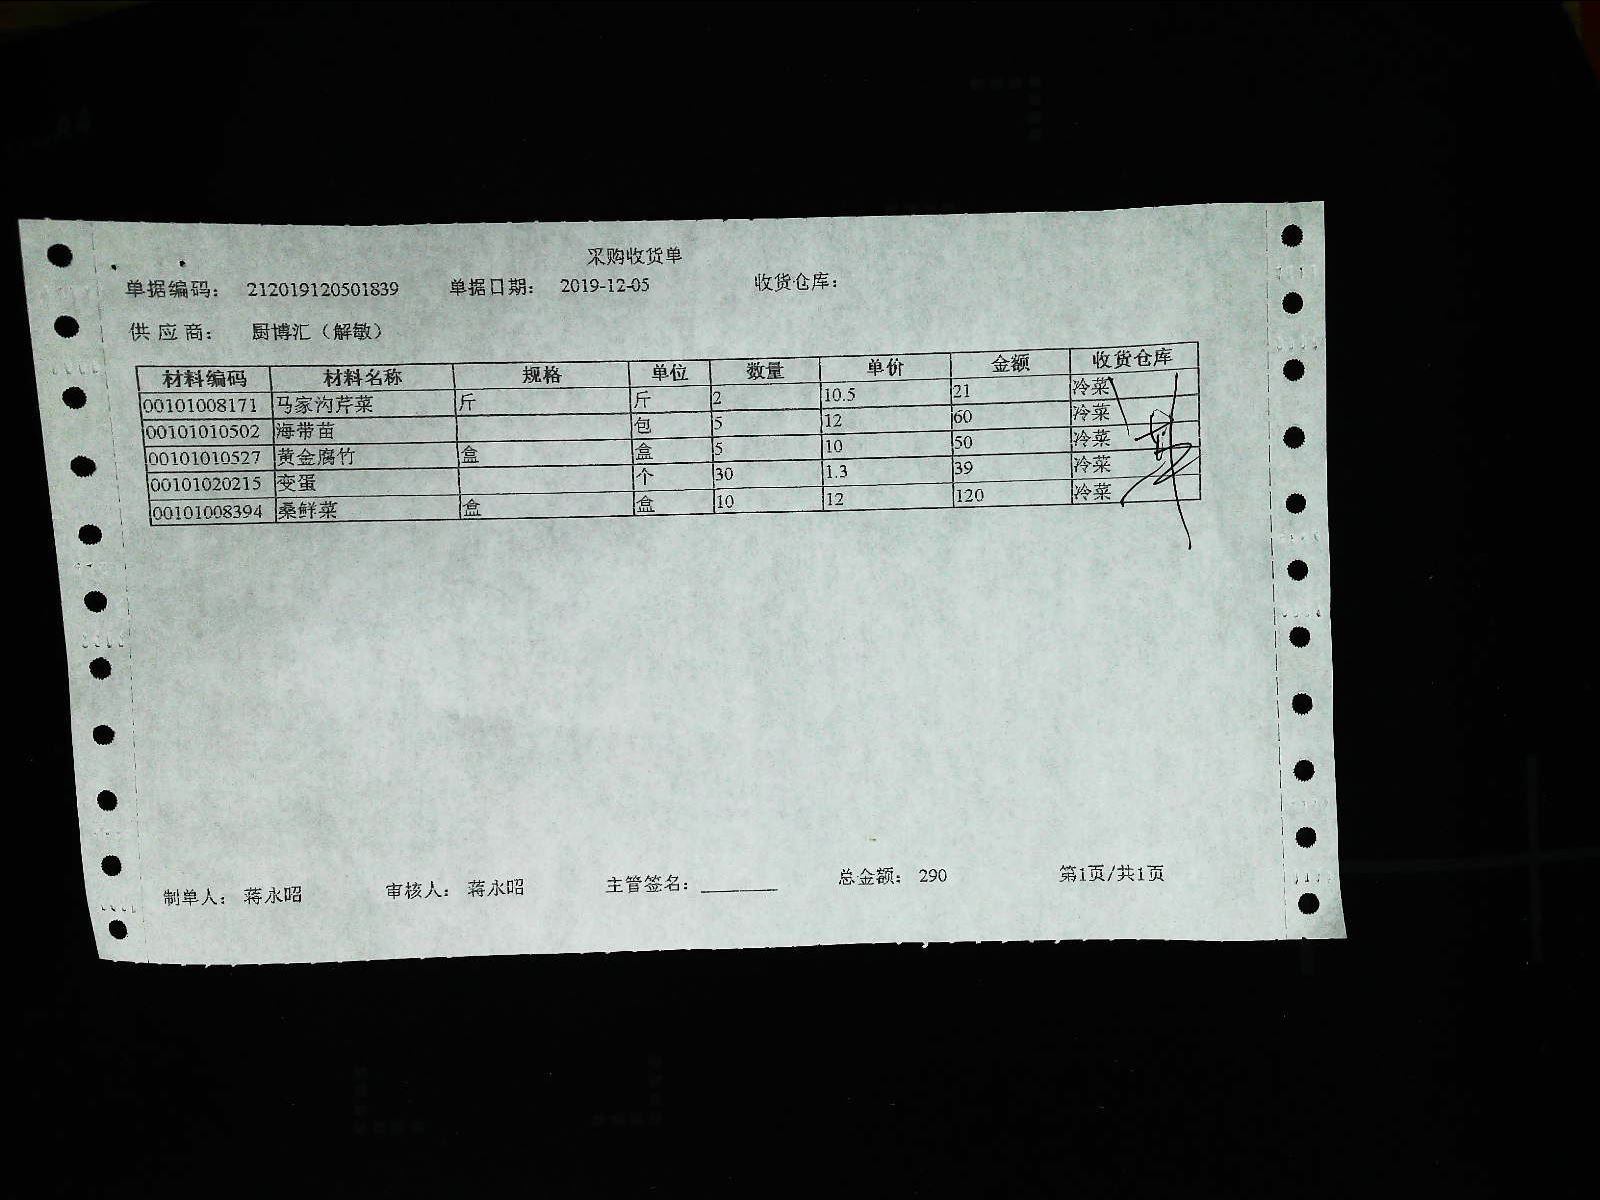 采购收货单
单据编码： 212019120501839 单据日期： 2019-12-05 收货仓库：
供 应 商： 厨博汇（解敏）
材料编码 材料名称 规格 单位 数量 单价 金额 收货仓库
00101008171 马家沟芹菜 斤 斤 2 10.5 21 冷菜
00101010502 海带苗 包 5 12 60 冷菜
00101010527 黄金腐竹 盒 盒 5 10 50 冷菜
00101020215 变蛋 个 30 1.3 39 冷菜
00101008394 桑鲜菜 盒 盒 10 12 120 冷菜
制单人： 蒋永昭 审核人： 蒋永昭 主管签名：________ 总金额： 290 第1页/共1页